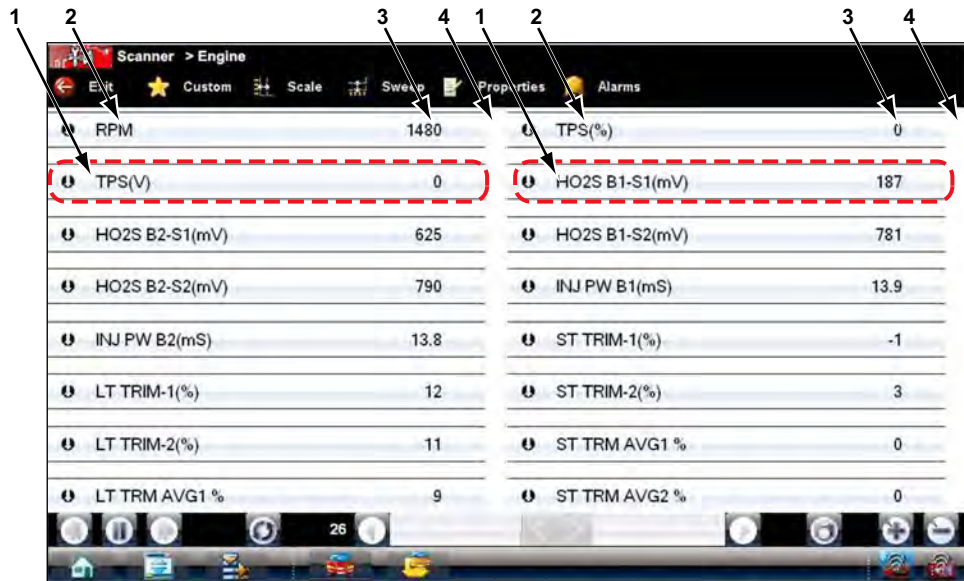 1 2 3 4 1 2 3 4
Scanner > Engine
Exit Custom Scale Sweep Properties Alarms
RPM 1480 TPS(%) 0
TPS(V) 0 HO2S B1-S1(mV) 187
HO2S B2-S1(mV) 625 HO2S B1-S2(mV) 781
HO2S B2-S2(mV) 790 INJ PW B1(mS) 13.9
INJ PW B2(mS) 13.8 ST TRIM-1(%) -1
LT TRIM-1(%) 12 ST TRIM-2(%) 3
LT TRIM-2(%) 11 ST TRM AVG1 % 0
LT TRM AVG1 % 9 ST TRM AVG2 % 0
26